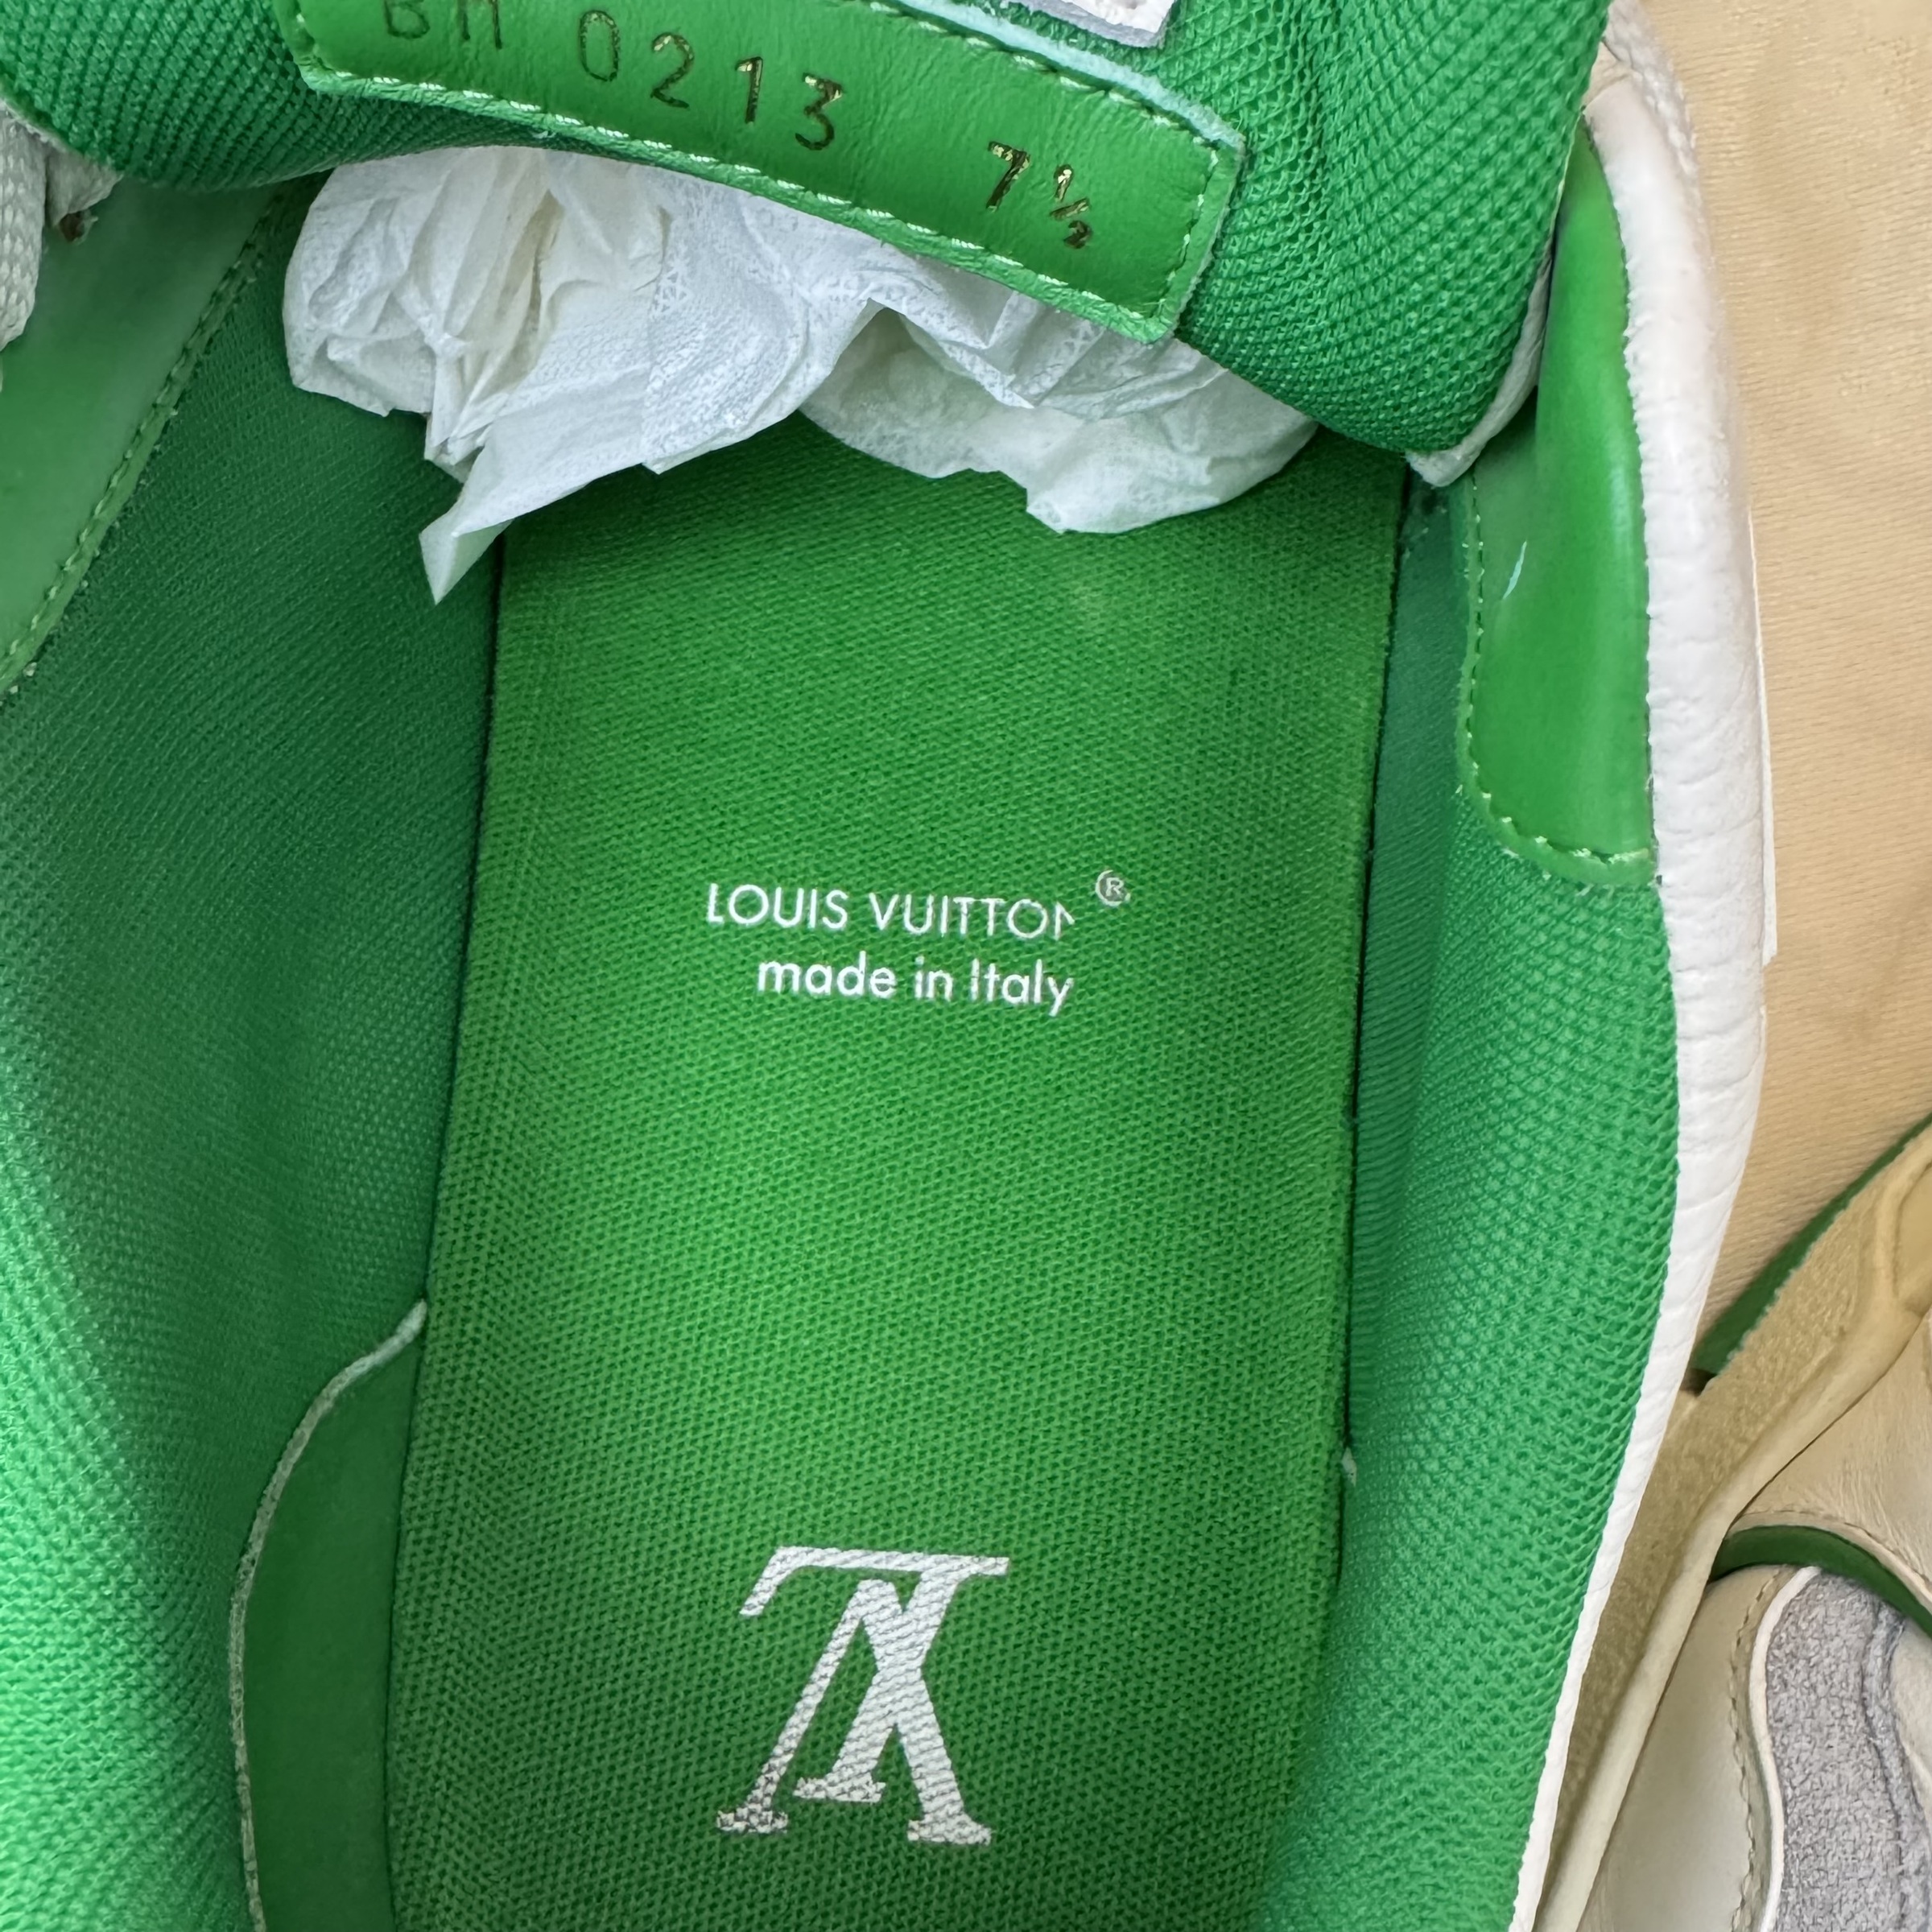 BM 0213 7½
LOUIS VUITTON ®
made in Italy
LV